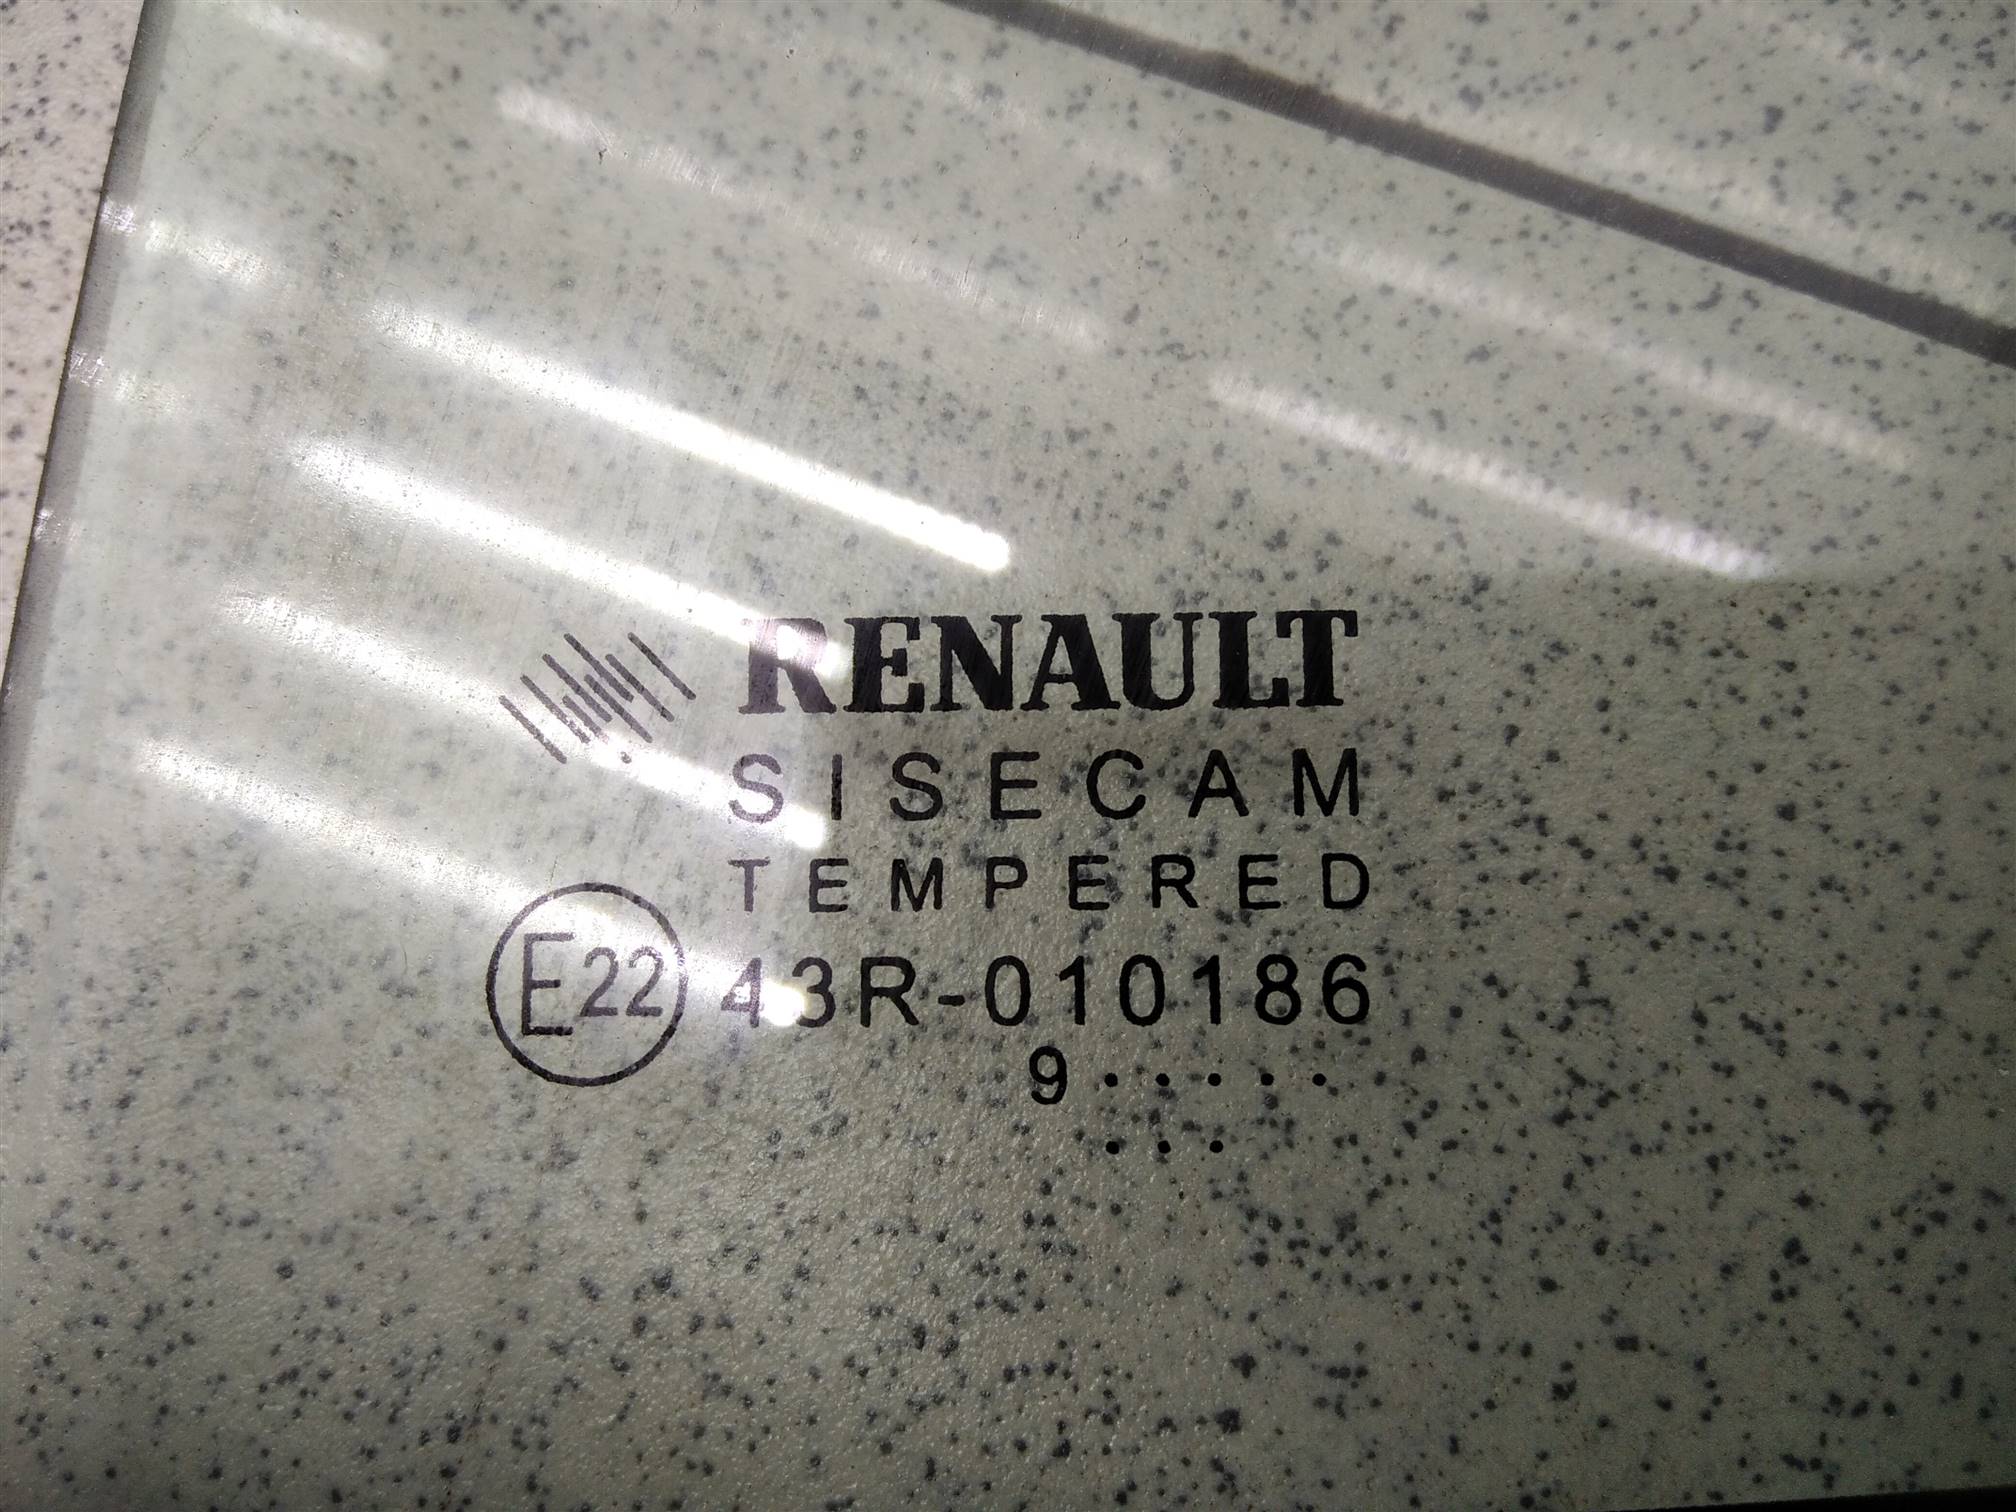 RENAULT
SISECAM
TEMPERED
E22 43R-010186
9 . . . . .
. . .